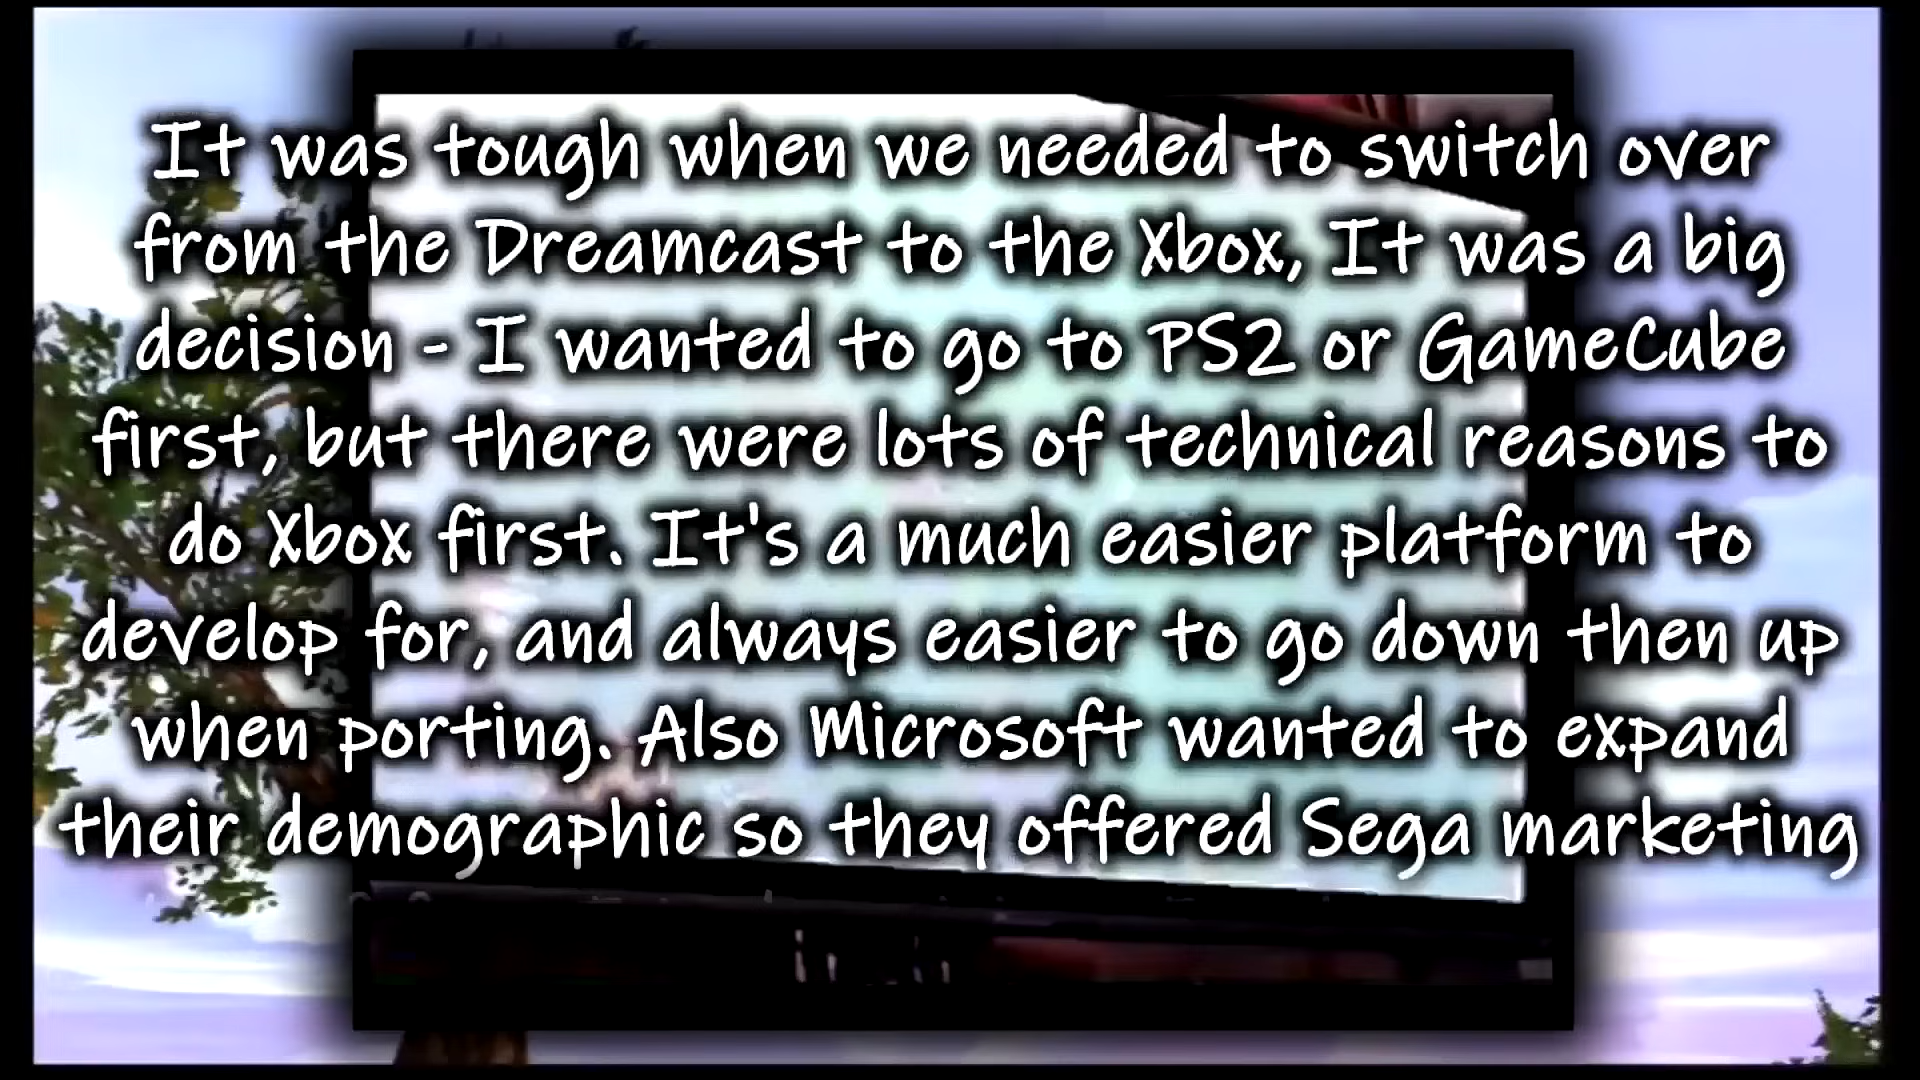 It was tough when we needed to switch over
from the Dreamcast to the Xbox, It was a big
decision - I wanted to go to PS2 or GameCube
first, but there were lots of technical reasons to
do Xbox first. It's a much easier platform to
develop for, and always easier to go down then up
when porting. Also Microsoft wanted to expand
their demographic so they offered Sega marketing